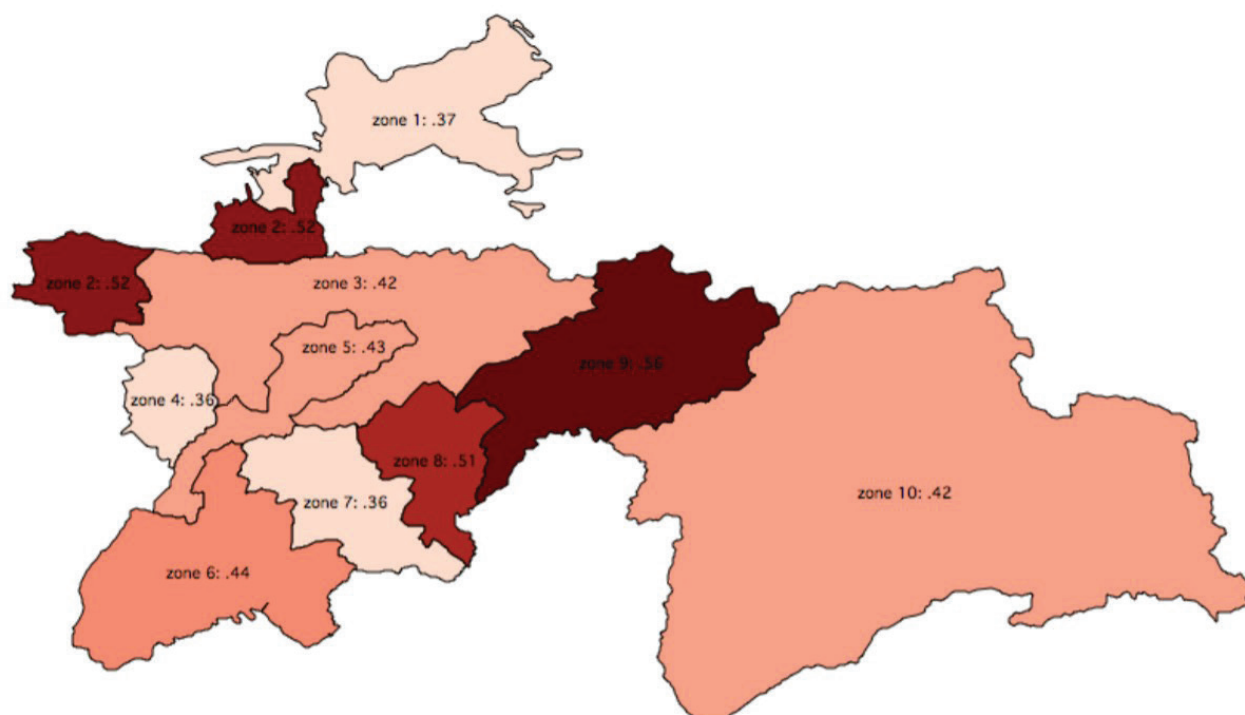 zone 1: .37
zone 2: .52
zone 2: .52
zone 3: .42
zone 5: .43
zone 9: .56
zone 4: .36
zone 8: .51
zone 7: .36
zone 10: .42
zone 6: .44